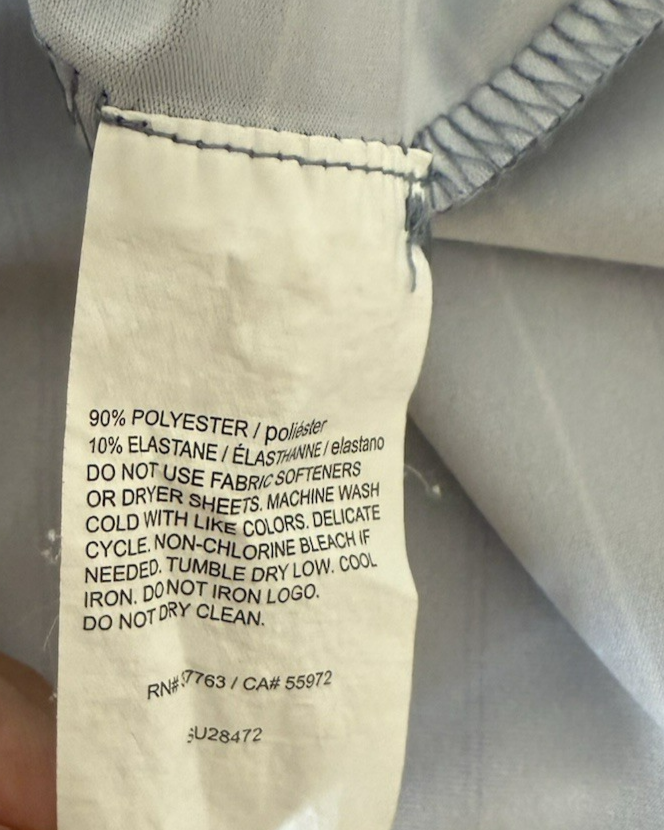 90% POLYESTER / poliéster
10% ELASTANE / ÉLASTHANNE / elastano
DO NOT USE FABRIC SOFTENERS
OR DRYER SHEETS. MACHINE WASH
COLD WITH LIKE COLORS. DELICATE
CYCLE. NON-CHLORINE BLEACH IF
NEEDED. TUMBLE DRY LOW. COOL
IRON. DO NOT IRON LOGO.
DO NOT DRY CLEAN.
RN# / CA# 55972